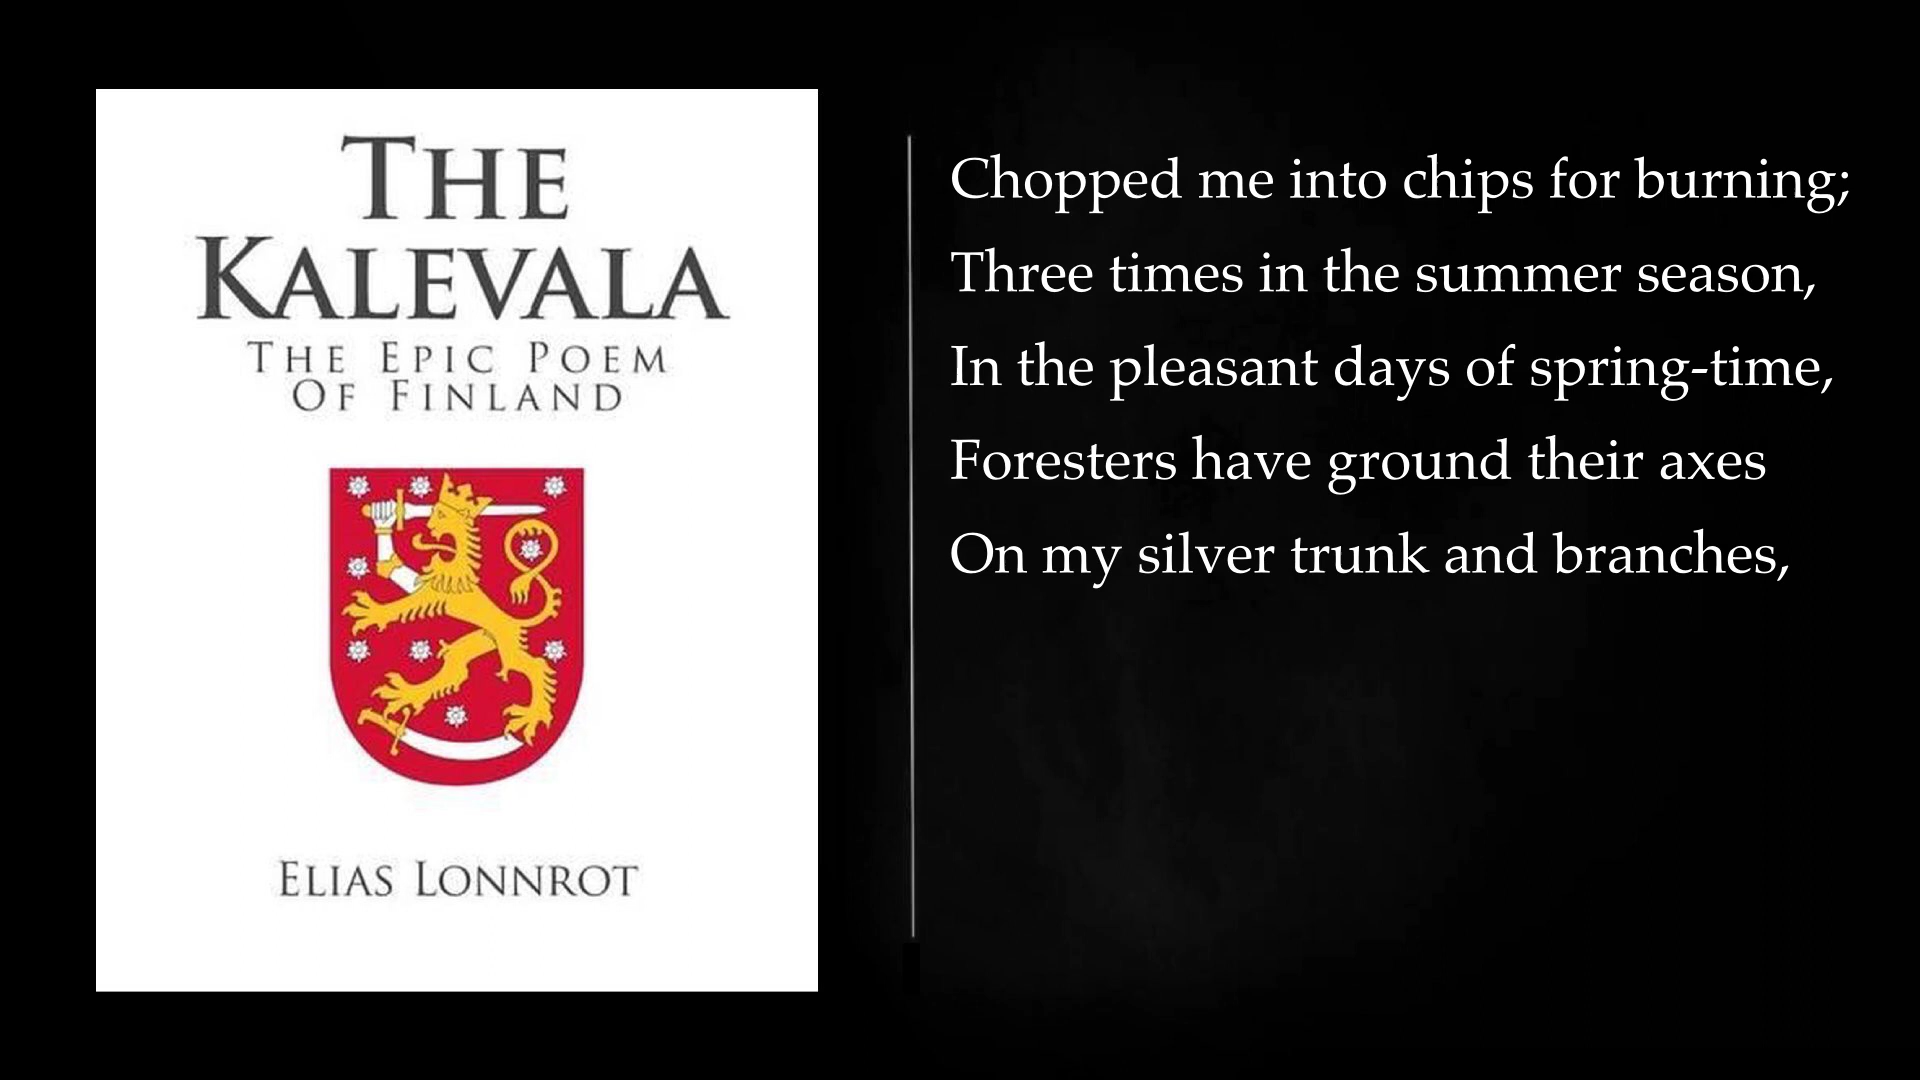 THE
KALEVALA
THE EPIC POEM
OF FINLAND
ELIAS LONNROT
Chopped me into chips for burning;
Three times in the summer season,
In the pleasant days of spring-time,
Foresters have ground their axes
On my silver trunk and branches,